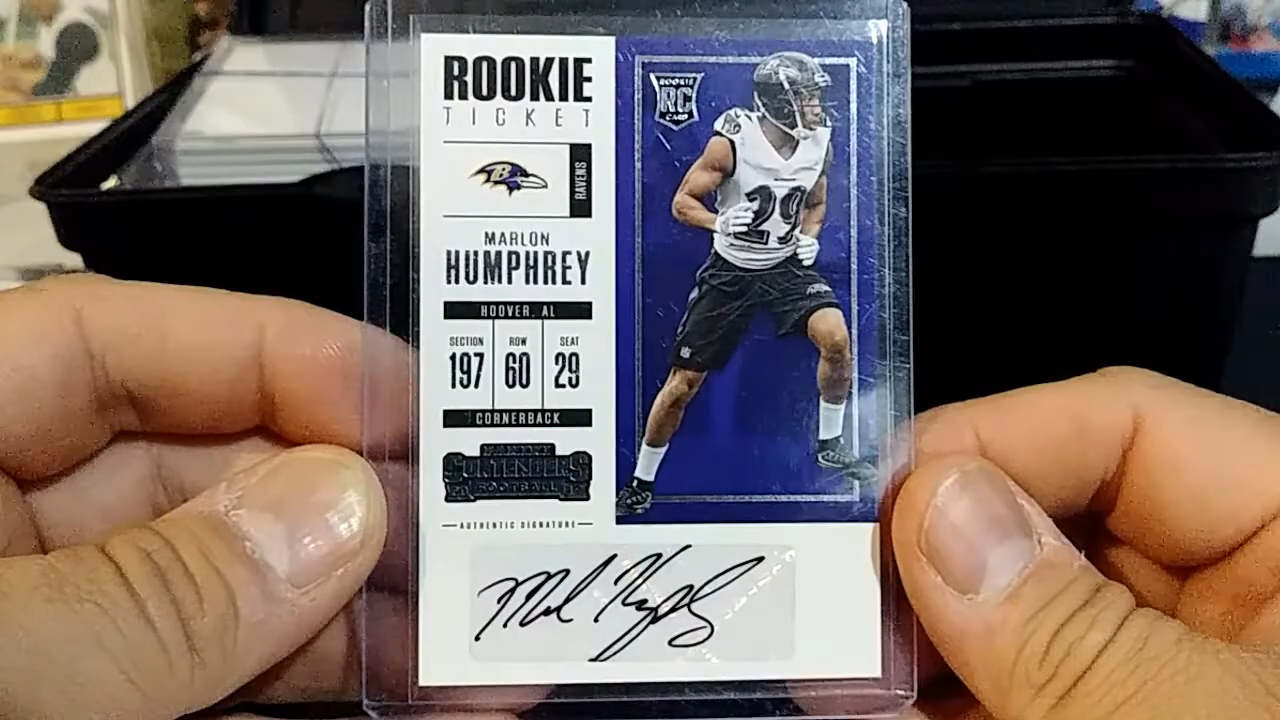 ROOKIE
TICKET
B
RAVENS
MARLON
HUMPHREY
HOOVER, AL
SECTION ROW SEAT
197 60 29
CORNERBACK
CONTENDERS
FOOTBALL
AUTHENTIC SIGNATURE
ROOKIE
RC
CARD
29